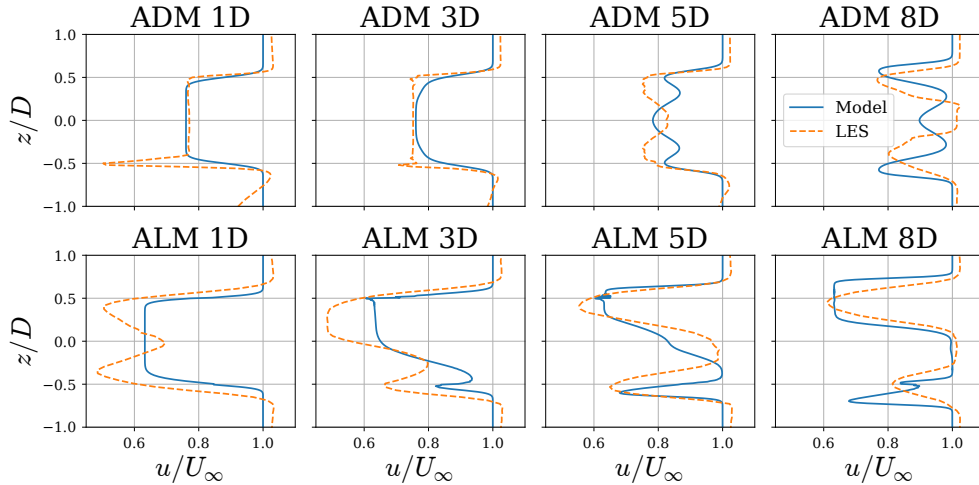 ADM 1D ADM 3D ADM 5D ADM 8D
1.0
0.5
0.0
−0.5
−1.0
z/D
Model
LES
ALM 1D ALM 3D ALM 5D ALM 8D
1.0
0.5
0.0
−0.5
−1.0
z/D
0.6 0.8 1.0 0.6 0.8 1.0 0.6 0.8 1.0 0.6 0.8 1.0
u/U∞ u/U∞ u/U∞ u/U∞